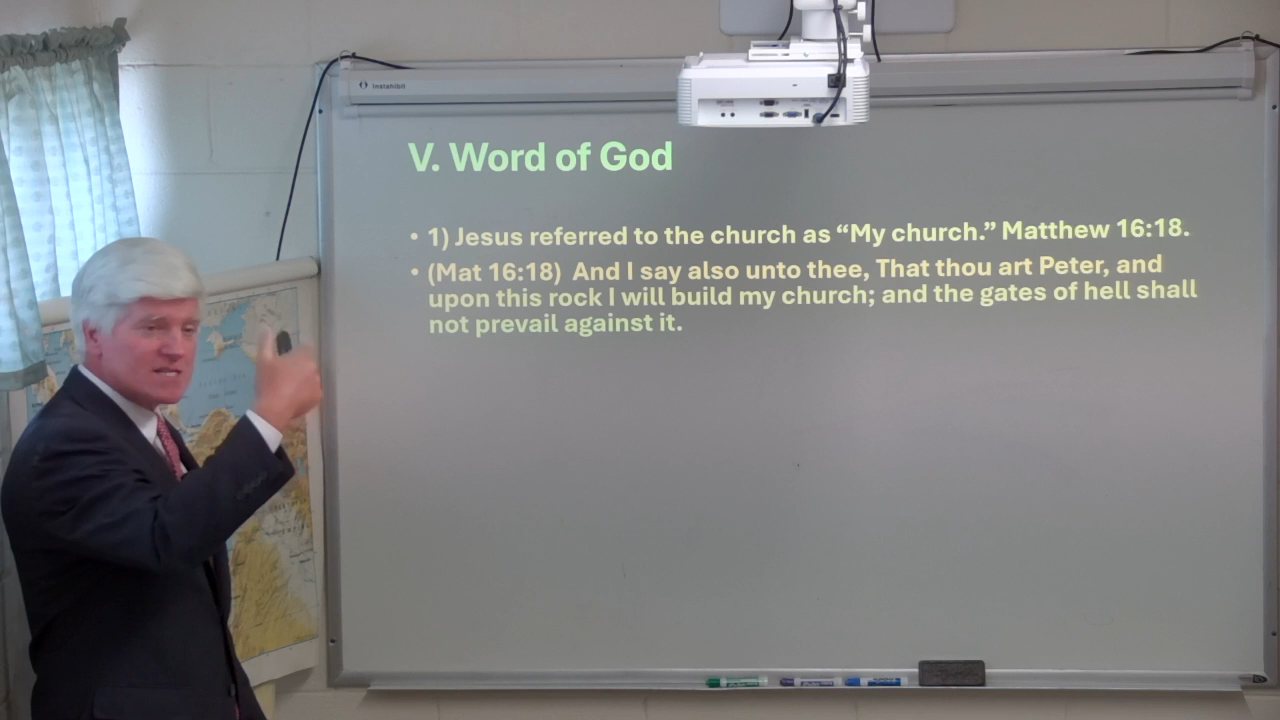 Instahibit
V. Word of God
• 1) Jesus referred to the church as “My church.” Matthew 16:18.
• (Mat 16:18)  And I say also unto thee, That thou art Peter, and
upon this rock I will build my church; and the gates of hell shall
not prevail against it.